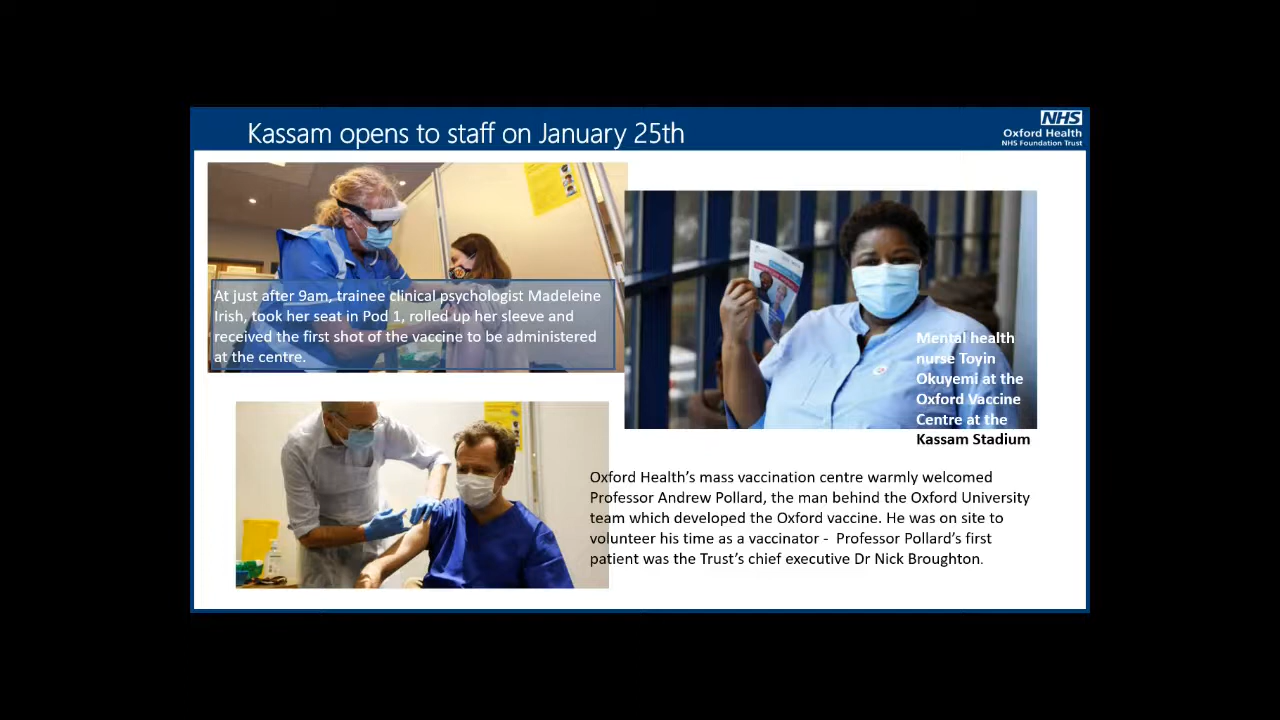 Kassam opens to staff on January 25th
NHS
Oxford Health
NHS Foundation Trust
At just after 9am, trainee clinical psychologist Madeleine
Irish, took her seat in Pod 1, rolled up her sleeve and
received the first shot of the vaccine to be administered
at the centre.
Mental health
nurse Toyin
Okuyemi at the
Oxford Vaccine
Centre at the
Kassam Stadium
Oxford Health’s mass vaccination centre warmly welcomed
Professor Andrew Pollard, the man behind the Oxford University
team which developed the Oxford vaccine. He was on site to
volunteer his time as a vaccinator - Professor Pollard’s first
patient was the Trust’s chief executive Dr Nick Broughton.